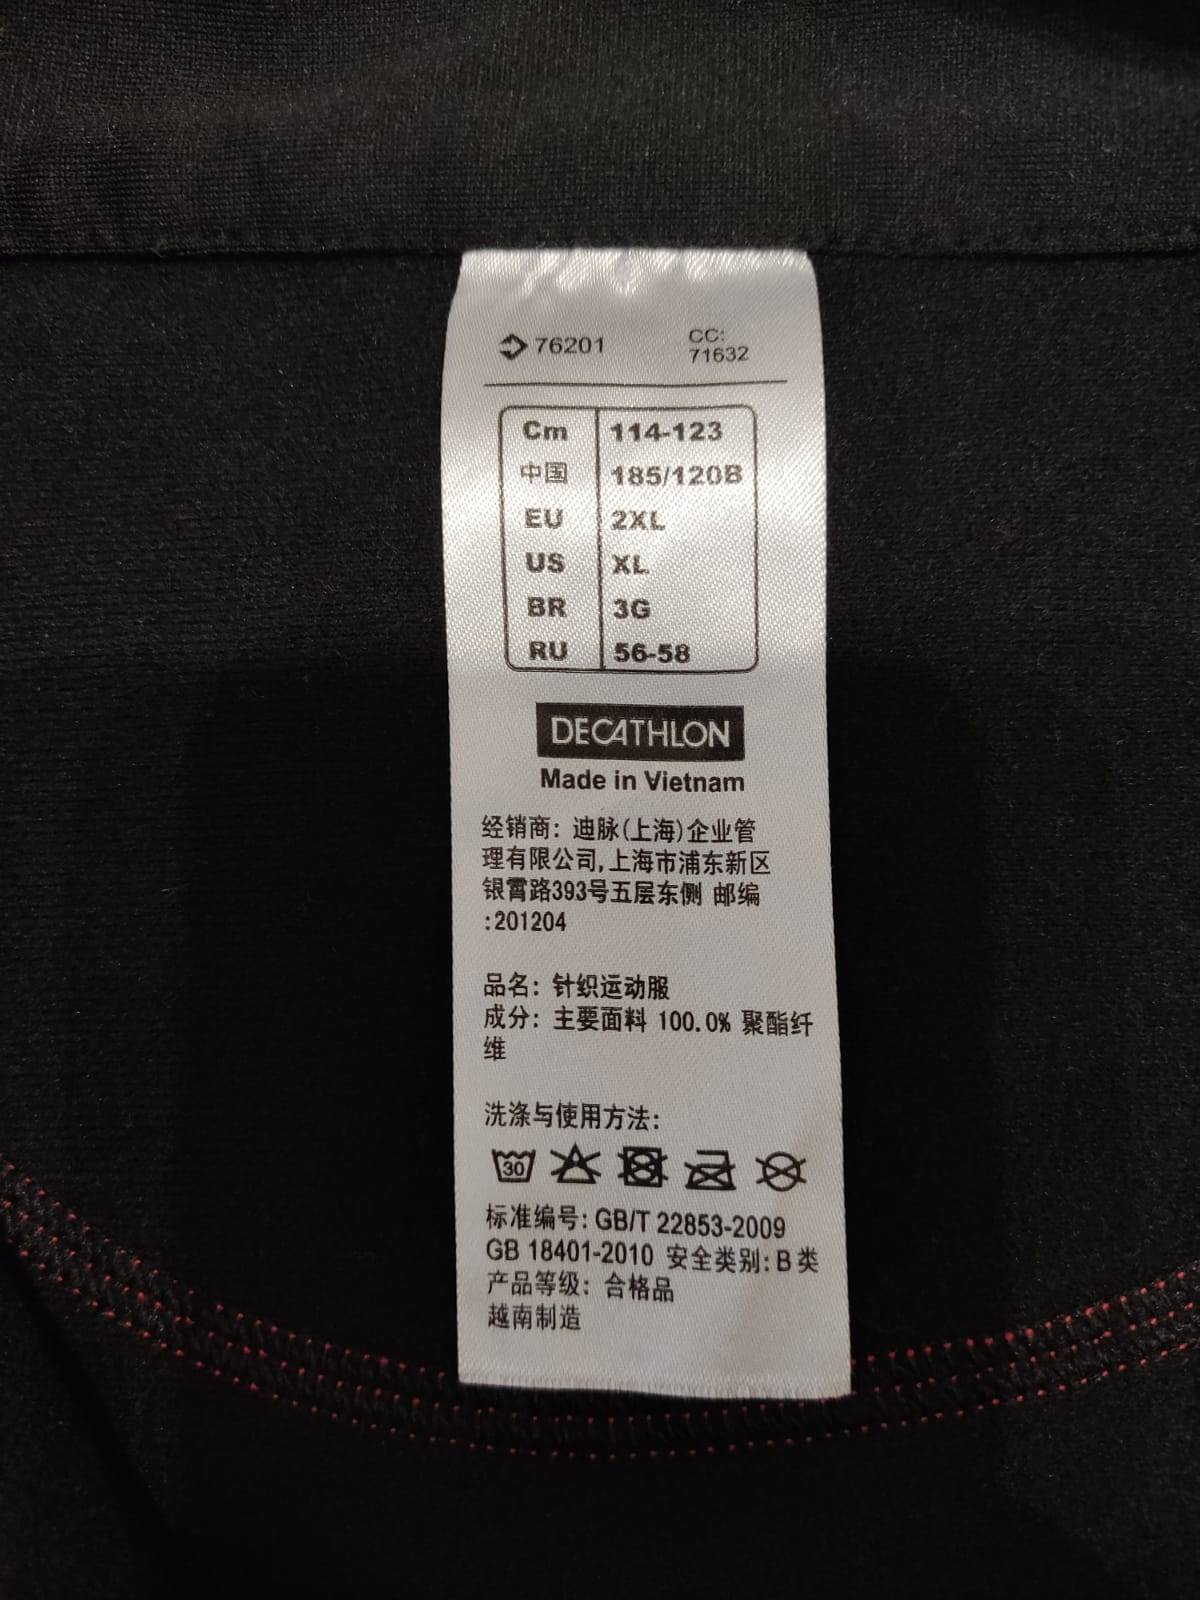 76201 CC:
71632
Cm 114-123
中国 185/120B
EU 2XL
US XL
BR 3G
RU 56-58
DECATHLON
Made in Vietnam
经销商: 迪脉(上海)企业管
理有限公司,上海市浦东新区
银霄路393号五层东侧 邮编
:201204
品名: 针织运动服
成分: 主要面料 100.0% 聚酯纤
维
洗涤与使用方法:
30
标准编号: GB/T 22853-2009
GB 18401-2010 安全类别: B 类
产品等级: 合格品
越南制造